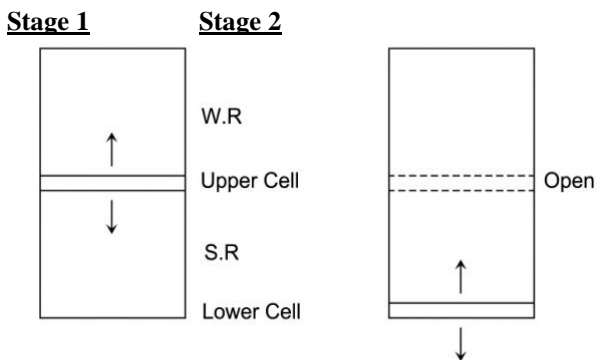 Stage 1 Stage 2
W.R
Upper Cell Open
S.R
Lower Cell